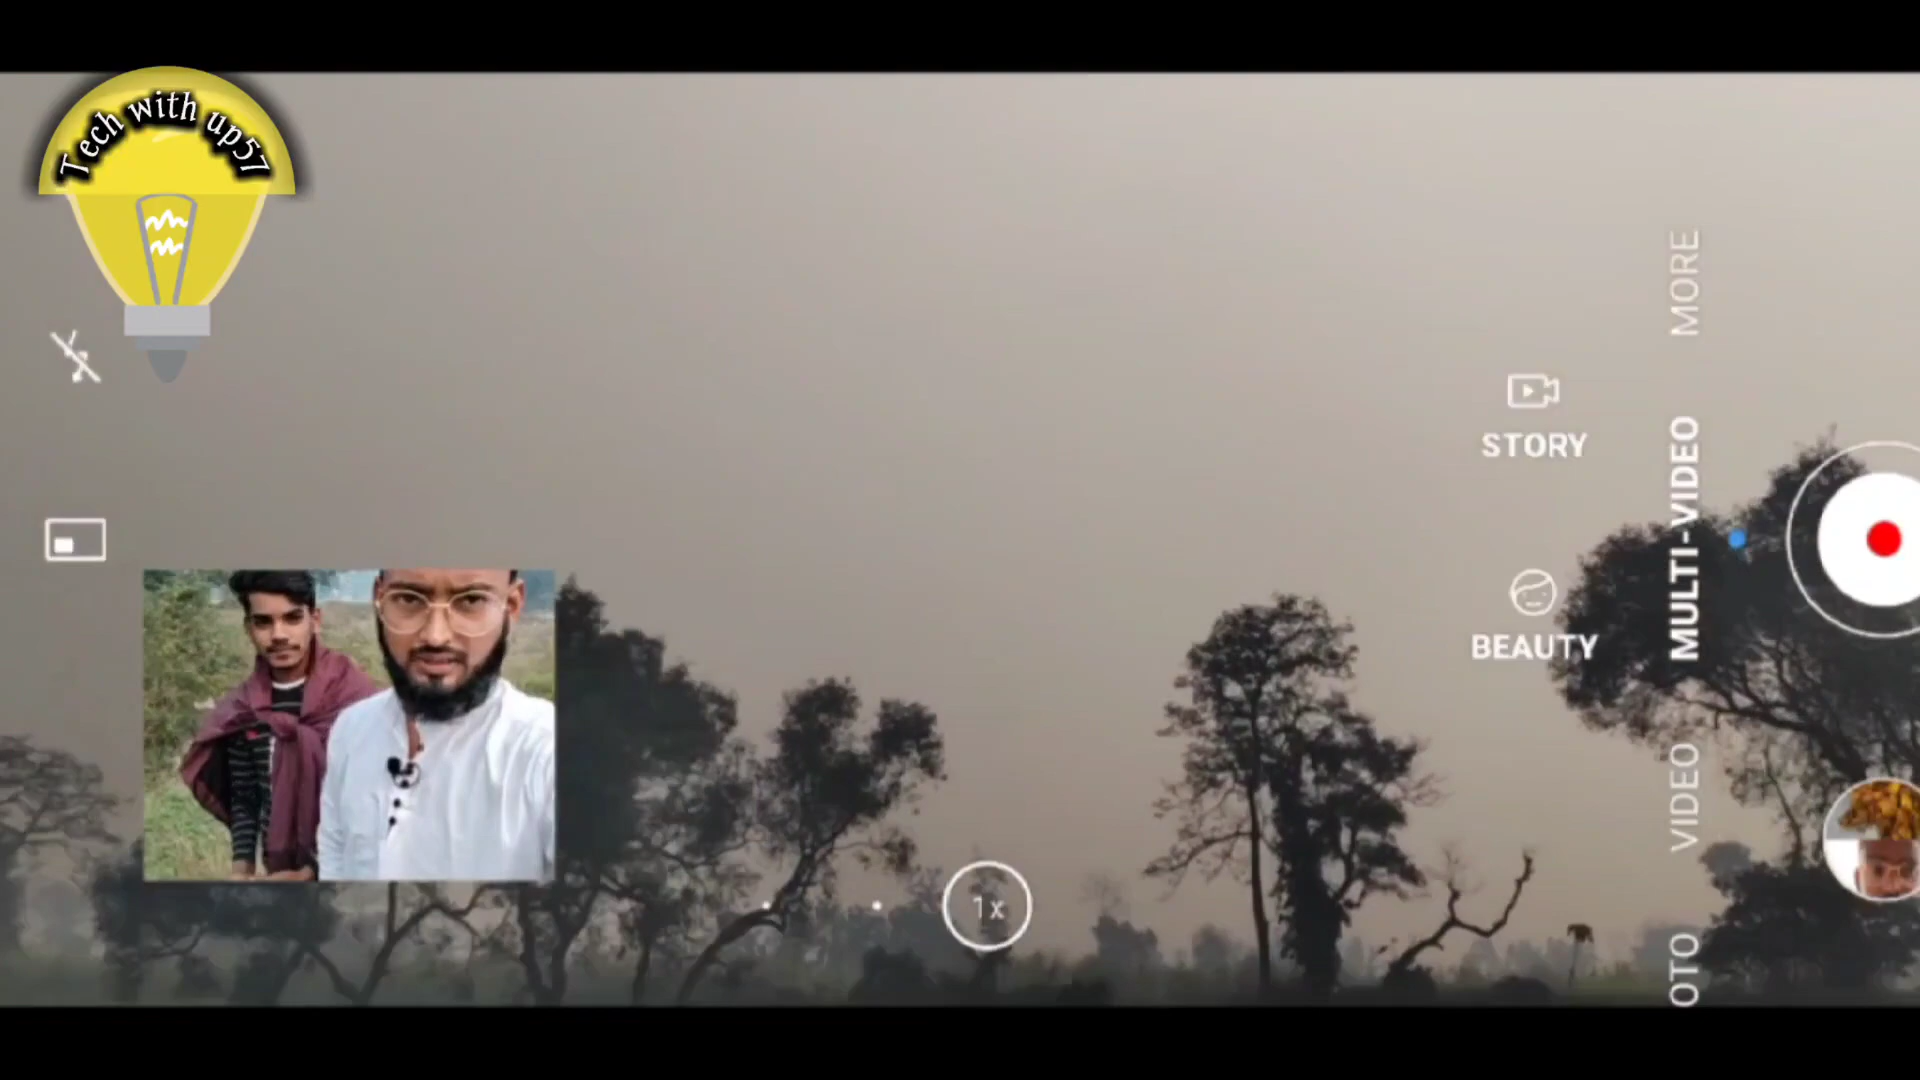 Tech with up57
STORY
BEAUTY
MORE
MULTI-VIDEO
VIDEO
OTO
1x